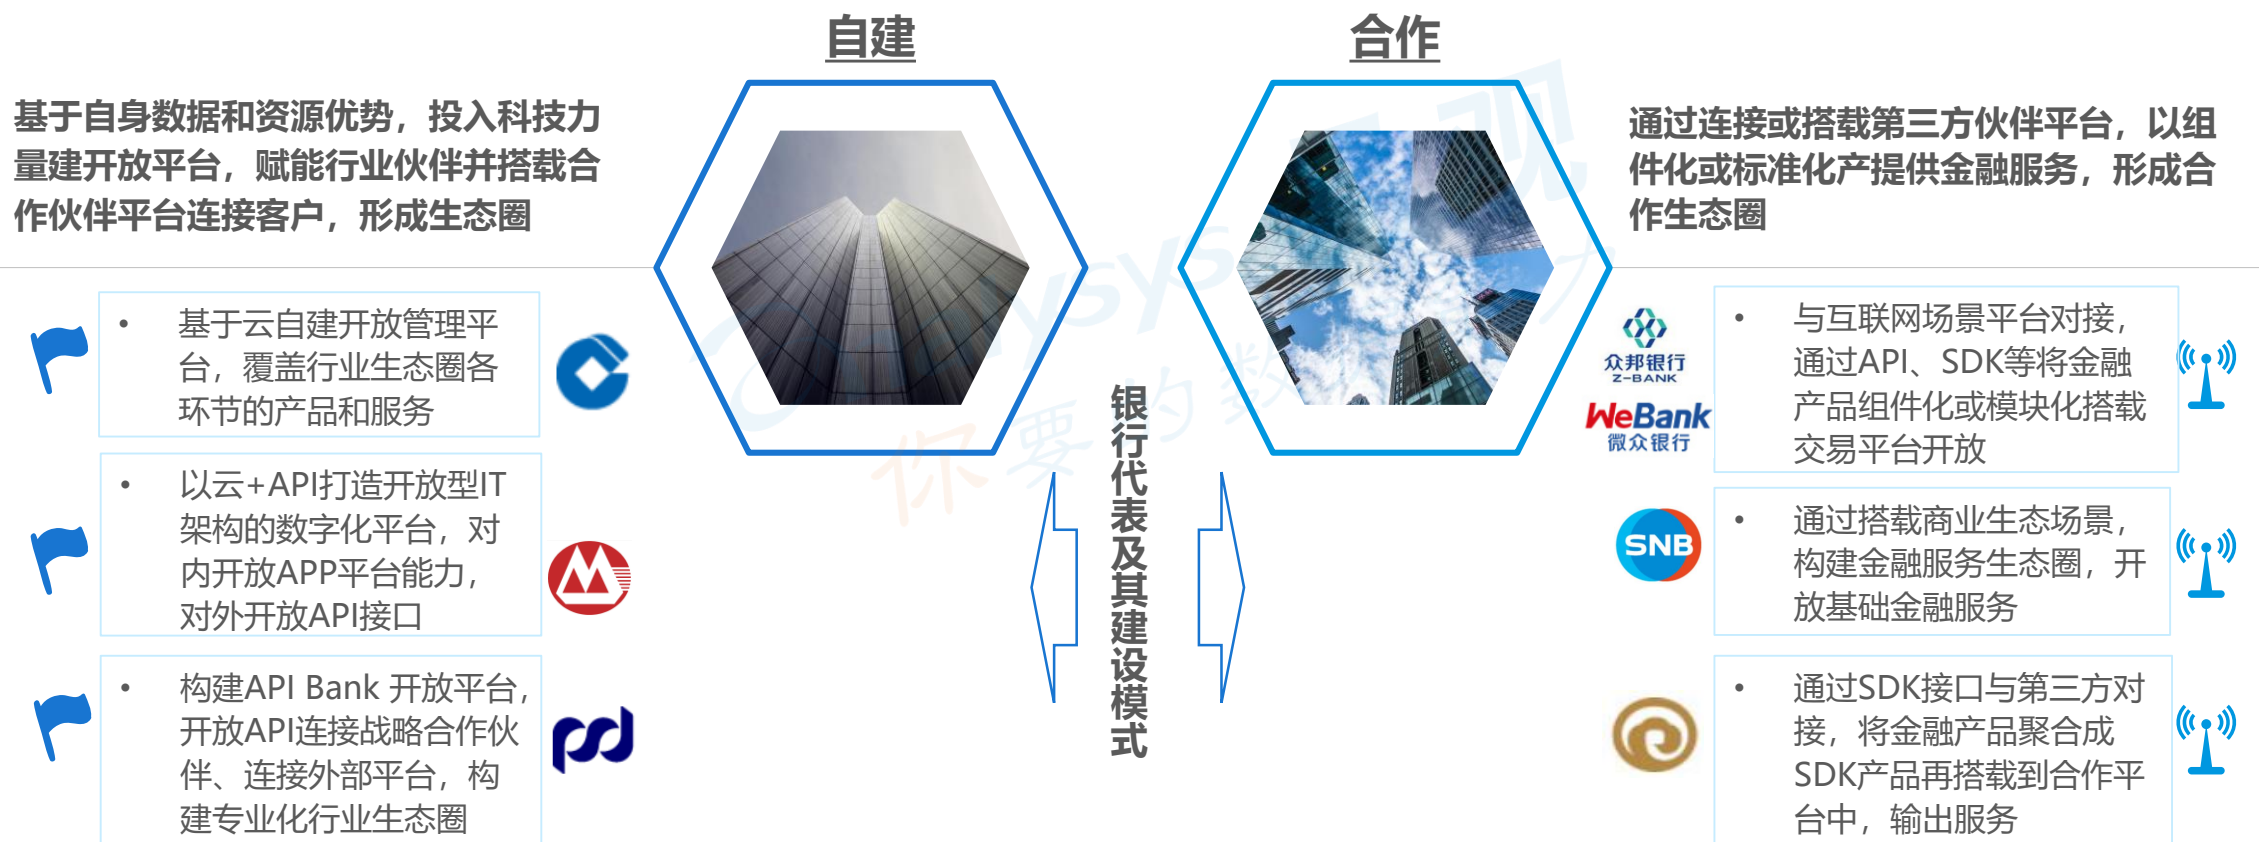 自建
基于自身数据和资源优势，投入科技力
量建开放平台，赋能行业伙伴并搭载合
作伙伴平台连接客户，形成生态圈
• 基于云自建开放管理平
台，覆盖行业生态圈各
环节的产品和服务
• 以云+API打造开放型IT
架构的数字化平台，对
内开放APP平台能力，
对外开放API接口
• 构建API Bank 开放平台，
开放API连接战略合作伙
伴、连接外部平台，构
建专业化行业生态圈
银行代表及其建设模式
合作
通过连接或搭载第三方伙伴平台，以组
件化或标准化产提供金融服务，形成合
作生态圈
众邦银行
Z-BANK
WeBank
微众银行
• 与互联网场景平台对接，
通过API、SDK等将金融
产品组件化或模块化搭载
交易平台开放
SNB
• 通过搭载商业生态场景，
构建金融服务生态圈，开
放基础金融服务
• 通过SDK接口与第三方对
接，将金融产品聚合成
SDK产品再搭载到合作平
台中，输出服务
你要的数